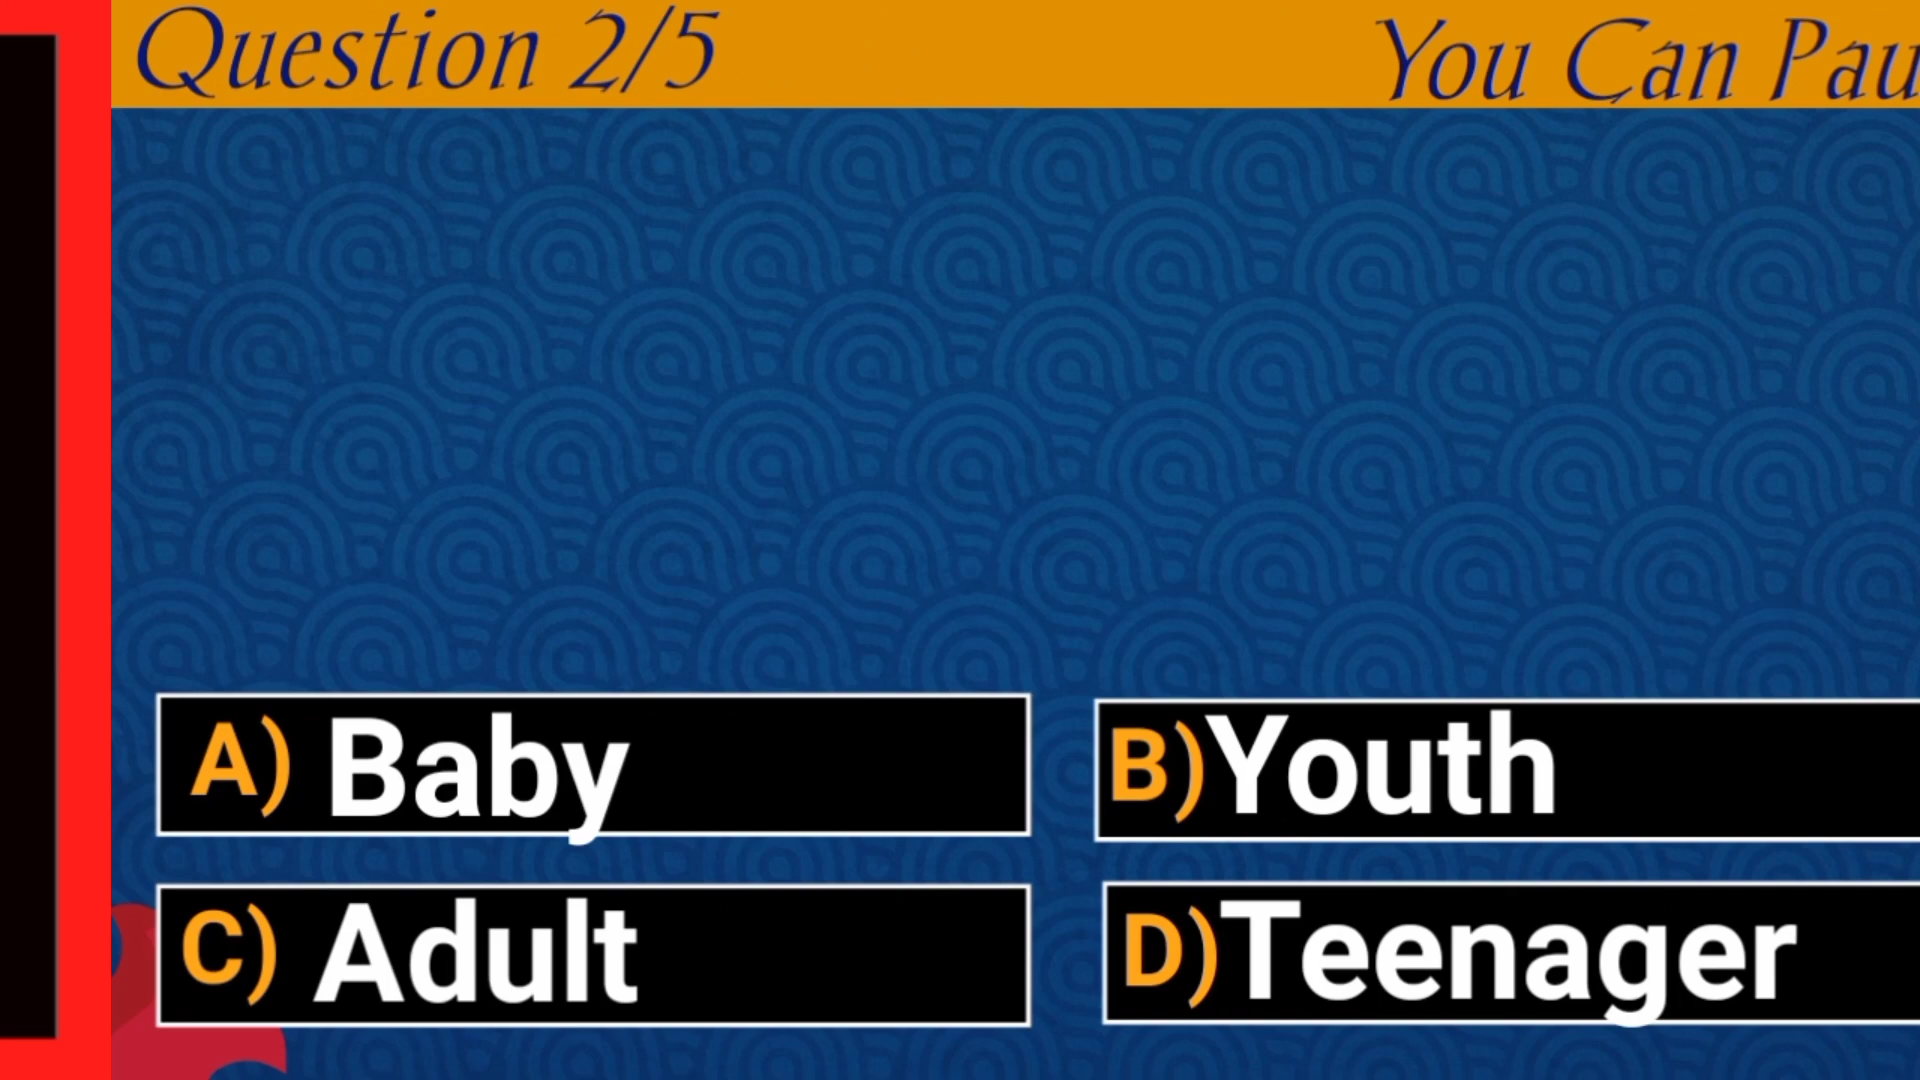 Question 2/5
You Can Pau
A) Baby
B)Youth
C) Adult
D)Teenager